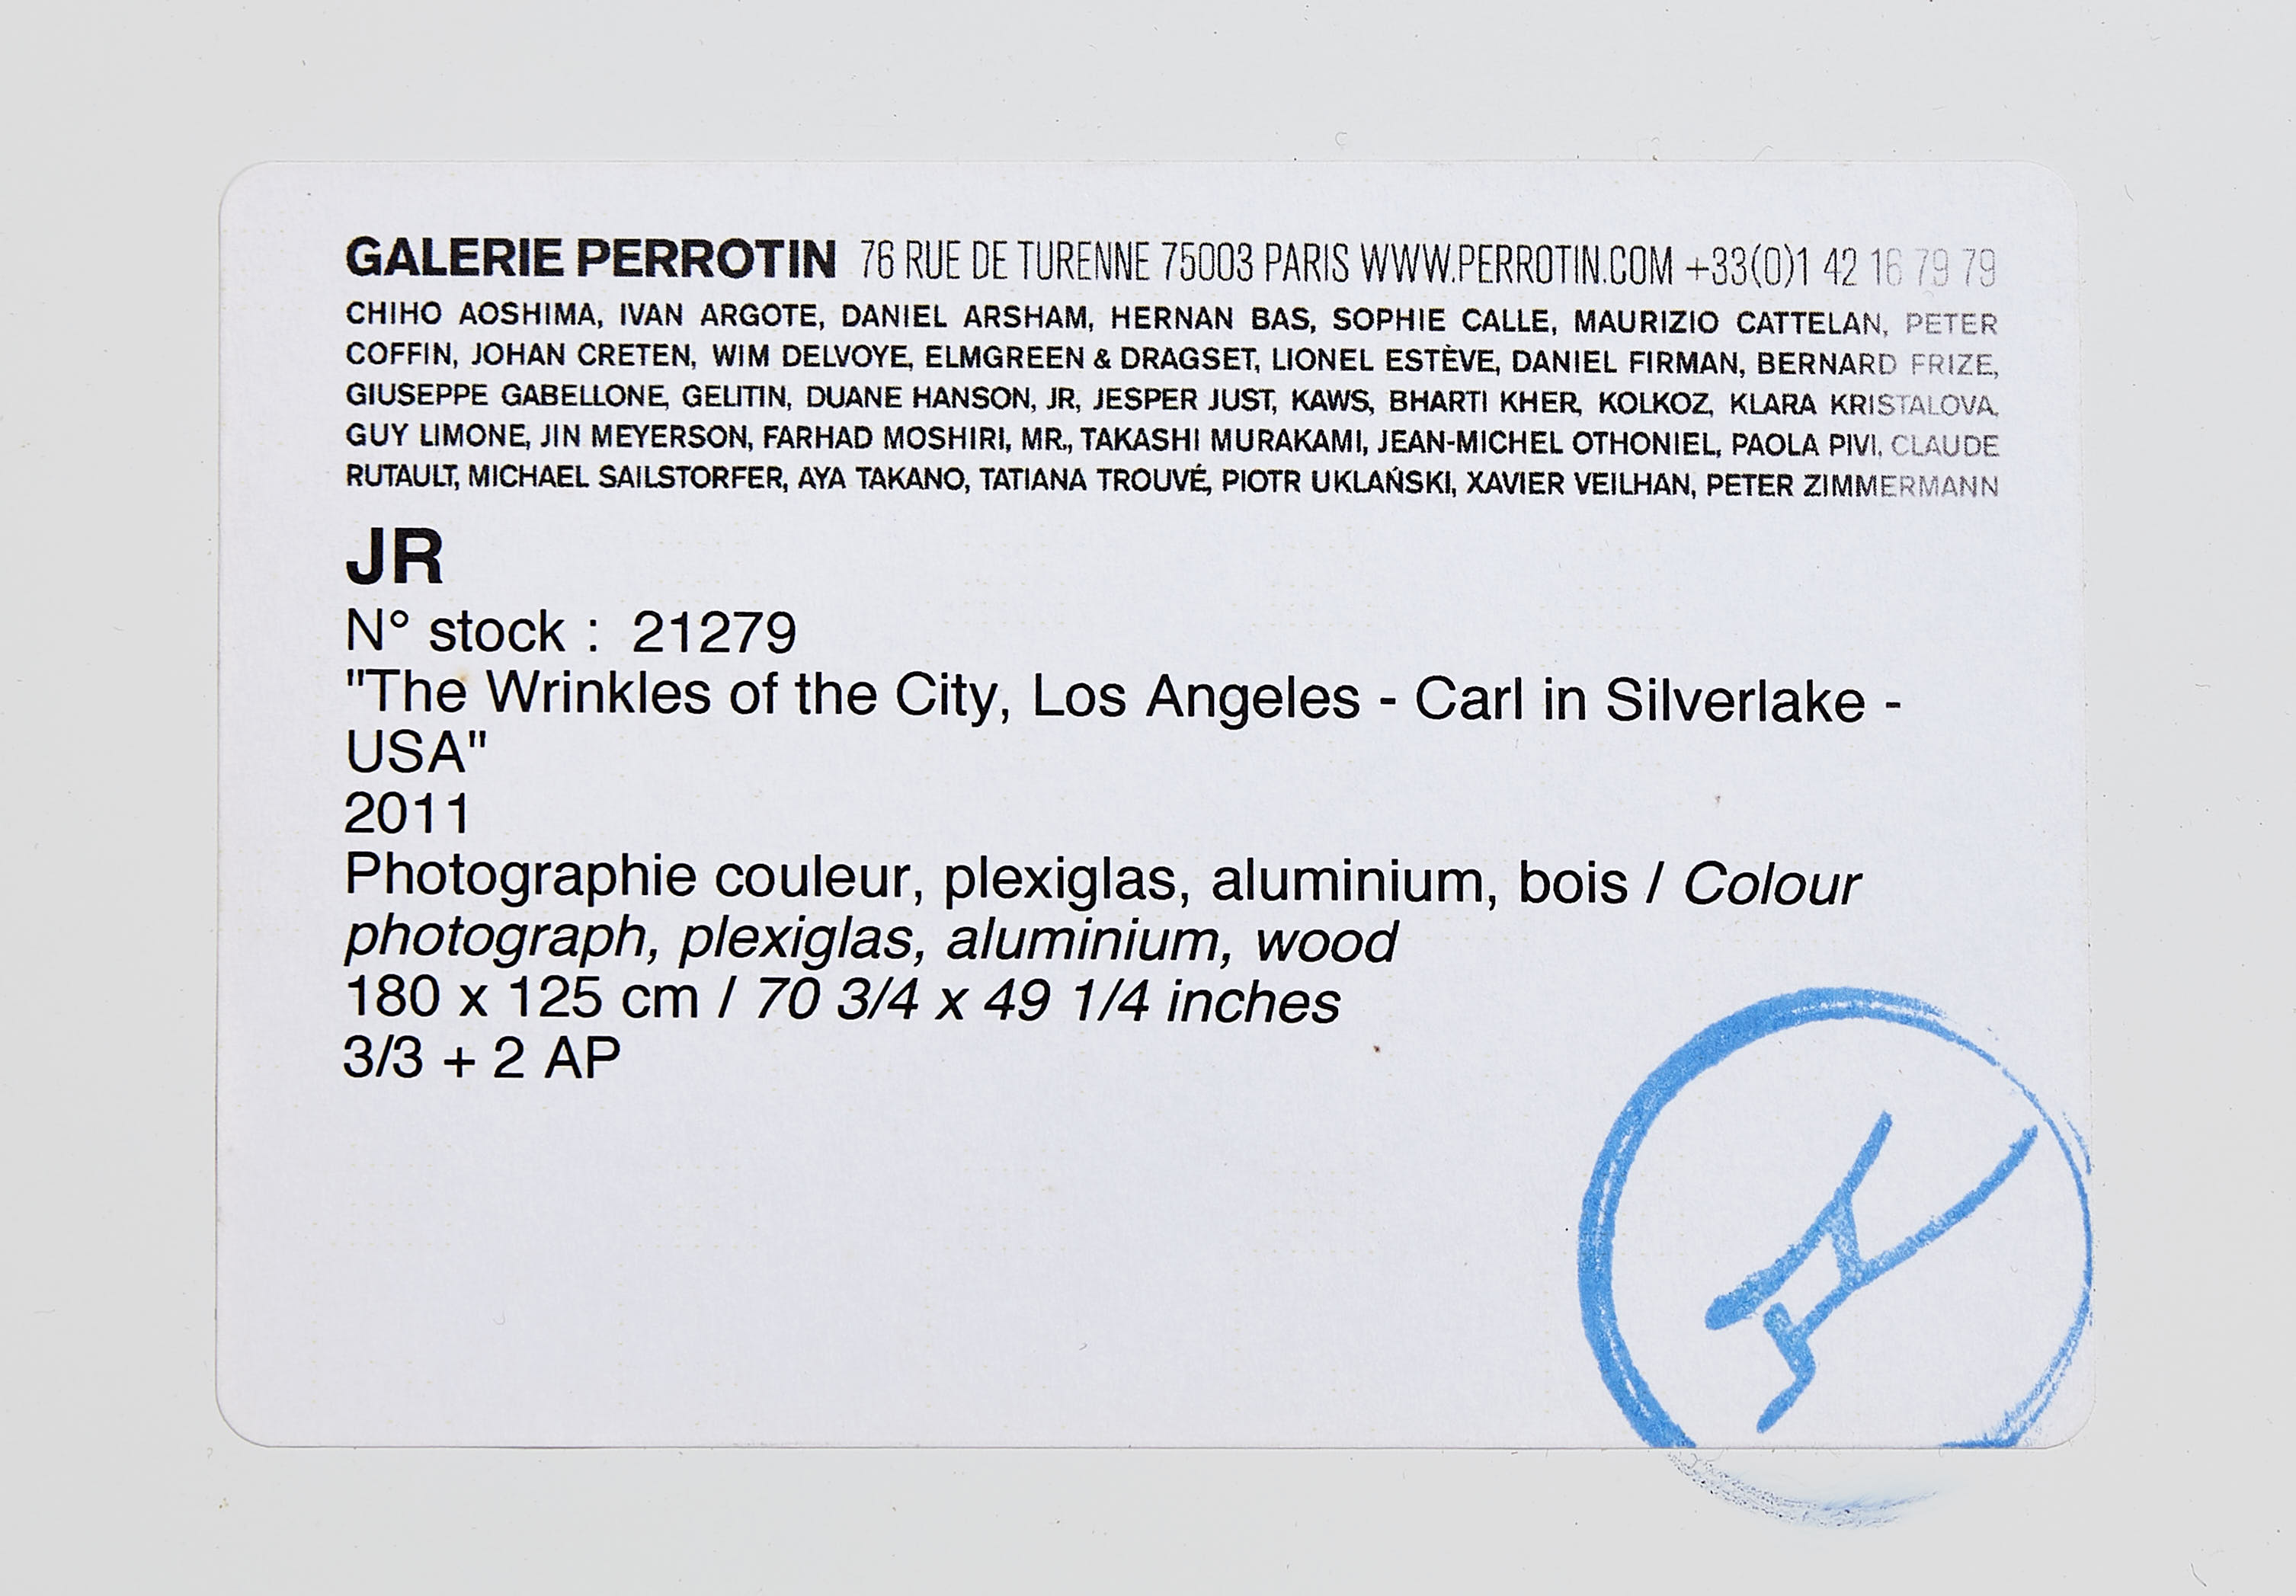 GALERIE PERROTIN 76 RUE DE TURENNE 75003 PARIS WWW.PERROTIN.COM +33(0)1 42 16 79 79
CHIHO AOSHIMA, IVAN ARGOTE, DANIEL ARSHAM, HERNAN BAS, SOPHIE CALLE, MAURIZIO CATTELAN, PETER
COFFIN, JOHAN CRETEN, WIM DELVOYE, ELMGREEN & DRAGSET, LIONEL ESTÈVE, DANIEL FIRMAN, BERNARD FRIZE,
GIUSEPPE GABELLONE, GELITIN, DUANE HANSON, JR, JESPER JUST, KAWS, BHARTI KHER, KOLKOZ, KLARA KRISTALOVA,
GUY LIMONE, JIN MEYERSON, FARHAD MOSHIRI, MR., TAKASHI MURAKAMI, JEAN-MICHEL OTHONIEL, PAOLA PIVI, CLAUDE
RUTAULT, MICHAEL SAILSTORFER, AYA TAKANO, TATIANA TROUVÉ, PIOTR UKLAŃSKI, XAVIER VEILHAN, PETER ZIMMERMANN
JR
N° stock : 21279
"The Wrinkles of the City, Los Angeles - Carl in Silverlake -
USA"
2011
Photographie couleur, plexiglas, aluminium, bois / Colour
photograph, plexiglas, aluminium, wood
180 x 125 cm / 70 3/4 x 49 1/4 inches
3/3 + 2 AP